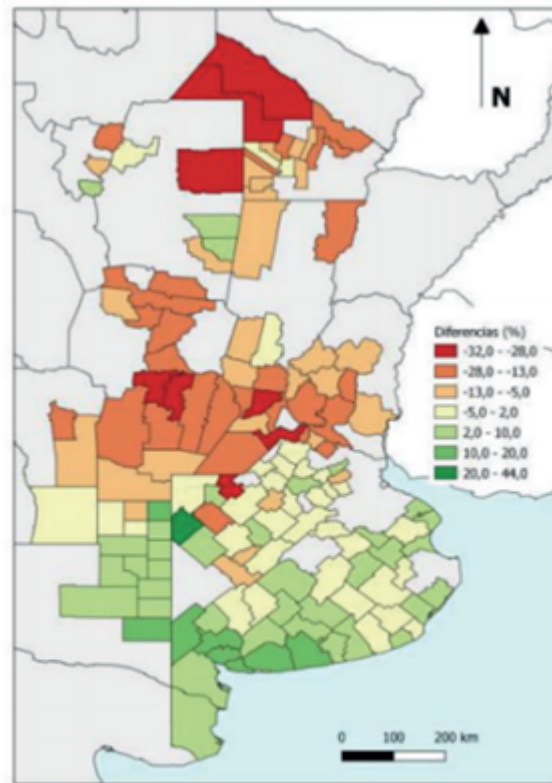 N
Diferencias (%)
-32,0 - -28,0
-28,0 - -13,0
-13,0 - -5,0
-5,0 - 2,0
2,0 - 10,0
10,0 - 20,0
20,0 - 44,0
0 100 200 km